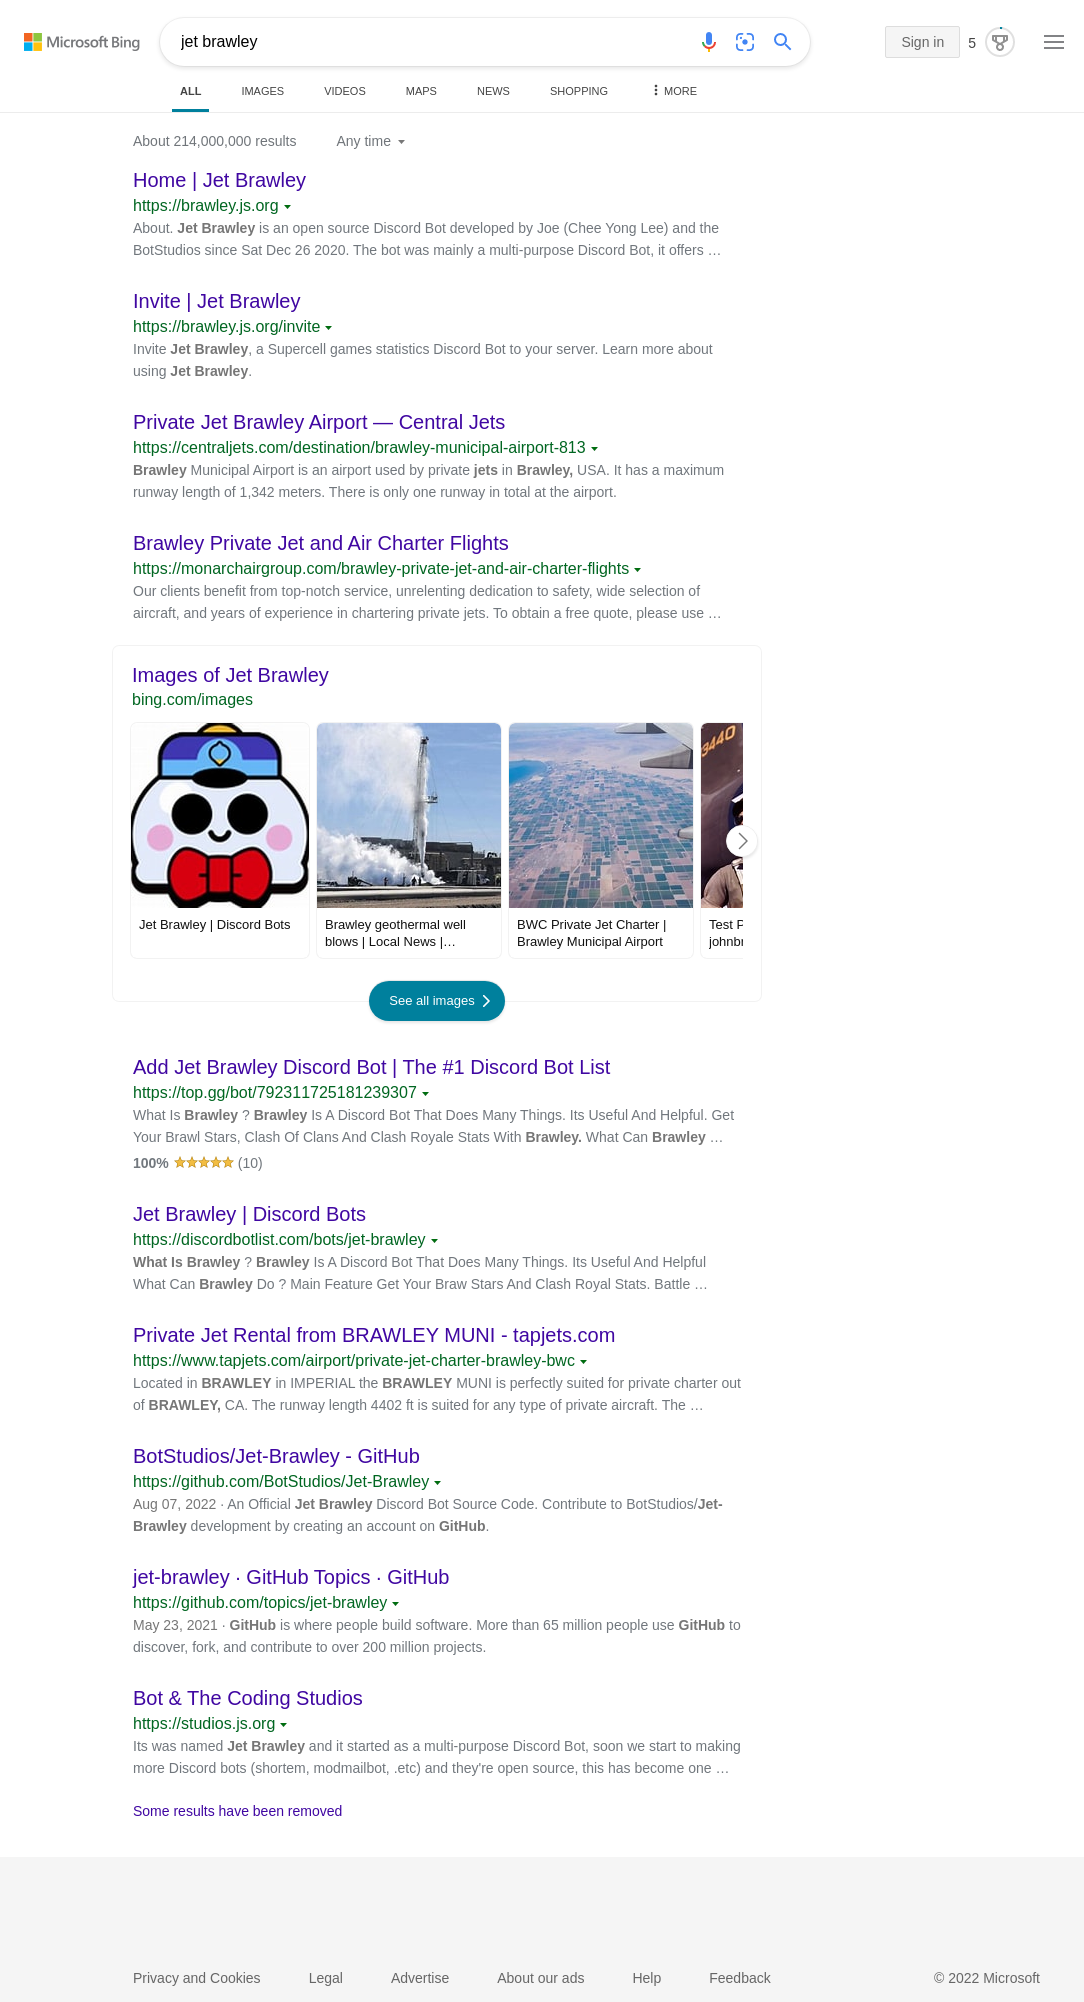 Microsoft Bing
jet brawley
Sign in
5
ALL
IMAGES
VIDEOS
MAPS
NEWS
SHOPPING
MORE
About 214,000,000 results
Any time
Home | Jet Brawley
https://brawley.js.org
About. Jet Brawley is an open source Discord Bot developed by Joe (Chee Yong Lee) and the
BotStudios since Sat Dec 26 2020. The bot was mainly a multi-purpose Discord Bot, it offers …
Invite | Jet Brawley
https://brawley.js.org/invite
Invite Jet Brawley, a Supercell games statistics Discord Bot to your server. Learn more about
using Jet Brawley.
Private Jet Brawley Airport — Central Jets
https://centraljets.com/destination/brawley-municipal-airport-813
Brawley Municipal Airport is an airport used by private jets in Brawley, USA. It has a maximum
runway length of 1,342 meters. There is only one runway in total at the airport.
Brawley Private Jet and Air Charter Flights
https://monarchairgroup.com/brawley-private-jet-and-air-charter-flights
Our clients benefit from top-notch service, unrelenting dedication to safety, wide selection of
aircraft, and years of experience in chartering private jets. To obtain a free quote, please use …
Images of Jet Brawley
bing.com/images
3440
Jet Brawley | Discord Bots
Brawley geothermal well
blows | Local News |…
BWC Private Jet Charter |
Brawley Municipal Airport
Test P
johnbr
See all images
Add Jet Brawley Discord Bot | The #1 Discord Bot List
https://top.gg/bot/792311725181239307
What Is Brawley ? Brawley Is A Discord Bot That Does Many Things. Its Useful And Helpful. Get
Your Brawl Stars, Clash Of Clans And Clash Royale Stats With Brawley. What Can Brawley …
100% (10)
Jet Brawley | Discord Bots
https://discordbotlist.com/bots/jet-brawley
What Is Brawley ? Brawley Is A Discord Bot That Does Many Things. Its Useful And Helpful
What Can Brawley Do ? Main Feature Get Your Braw Stars And Clash Royal Stats. Battle …
Private Jet Rental from BRAWLEY MUNI - tapjets.com
https://www.tapjets.com/airport/private-jet-charter-brawley-bwc
Located in BRAWLEY in IMPERIAL the BRAWLEY MUNI is perfectly suited for private charter out
of BRAWLEY, CA. The runway length 4402 ft is suited for any type of private aircraft. The …
BotStudios/Jet-Brawley - GitHub
https://github.com/BotStudios/Jet-Brawley
Aug 07, 2022 · An Official Jet Brawley Discord Bot Source Code. Contribute to BotStudios/Jet-
Brawley development by creating an account on GitHub.
jet-brawley · GitHub Topics · GitHub
https://github.com/topics/jet-brawley
May 23, 2021 · GitHub is where people build software. More than 65 million people use GitHub to
discover, fork, and contribute to over 200 million projects.
Bot & The Coding Studios
https://studios.js.org
Its was named Jet Brawley and it started as a multi-purpose Discord Bot, soon we start to making
more Discord bots (shortem, modmailbot, .etc) and they're open source, this has become one …
Some results have been removed
Privacy and Cookies
Legal
Advertise
About our ads
Help
Feedback
© 2022 Microsoft